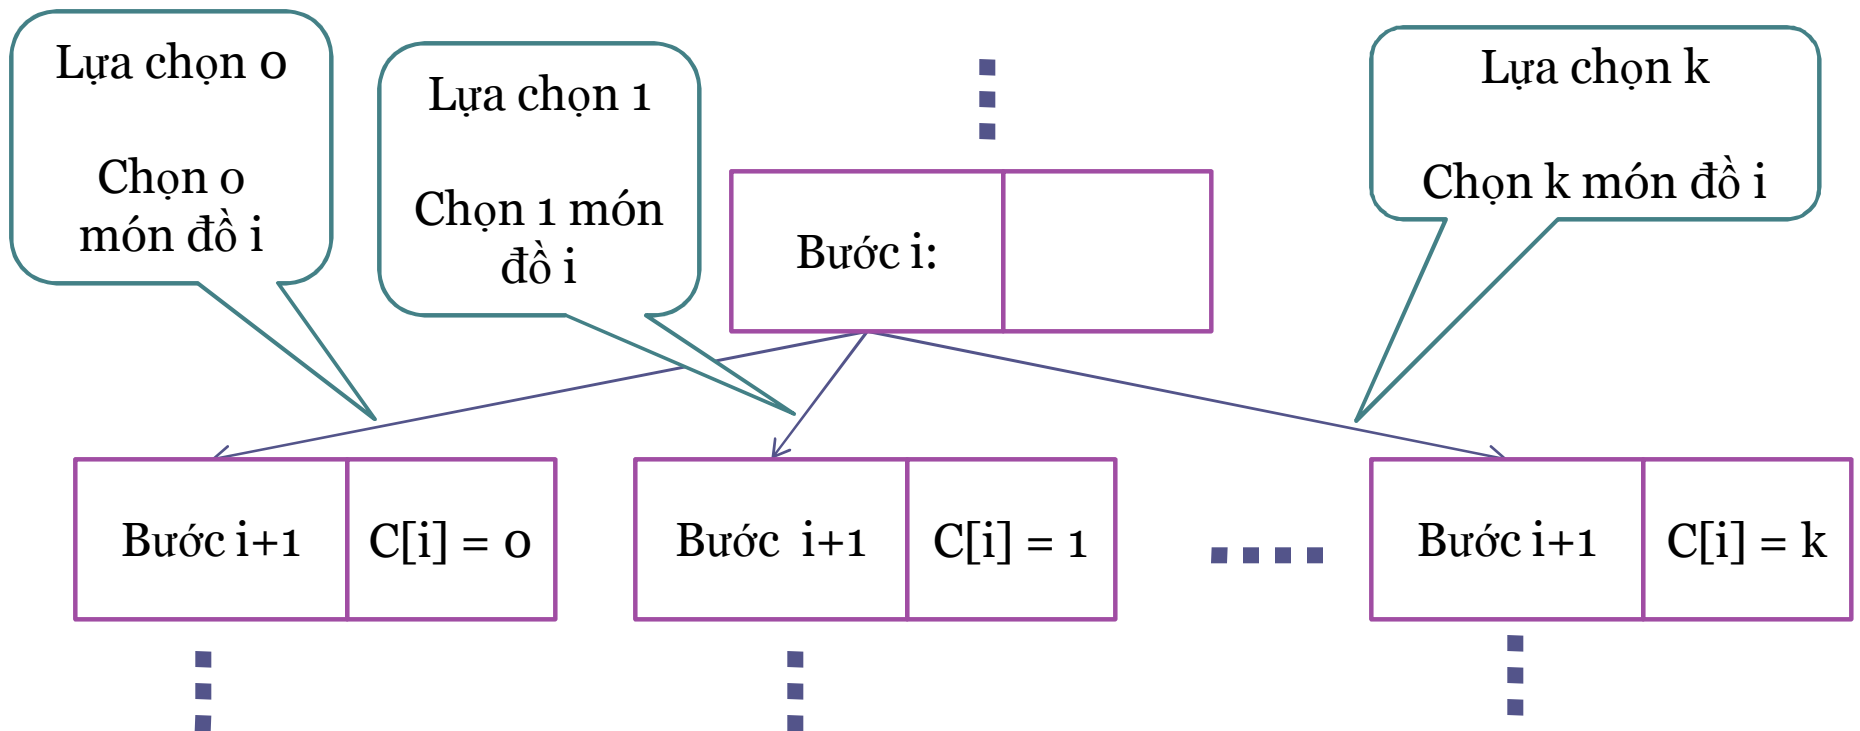 Lựa chọn 0
Chọn 0
món đồ i
Lựa chọn 1
Chọn 1 món
đồ i
Lựa chọn k
Chọn k món đồ i
Bước i:
Bước i+1
C[i] = 0
Bước i+1
C[i] = 1
Bước i+1
C[i] = k